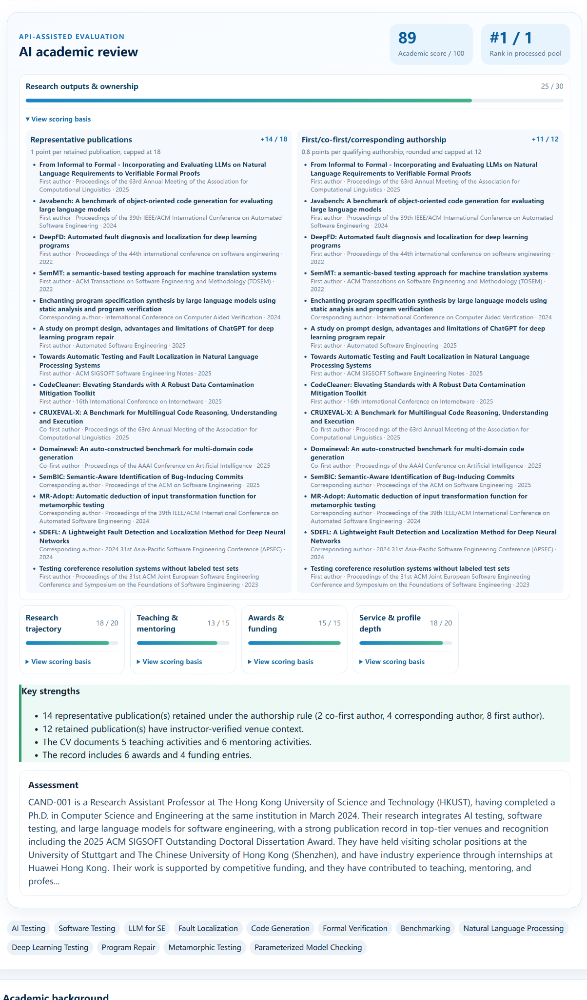 API-ASSISTED EVALUATION
AI academic review
89
Academic score / 100
#1 / 1
Rank in processed pool
Research outputs & ownership
25 / 30
▼ View scoring basis
Representative publications
+14 / 18
1 point per retained publication; capped at 18
• From Informal to Formal - Incorporating and Evaluating LLMs on Natural
Language Requirements to Verifiable Formal Proofs
First author · Proceedings of the 63rd Annual Meeting of the Association for
Computational Linguistics · 2025
• Javabench: A benchmark of object-oriented code generation for evaluating
large language models
First author · Proceedings of the 39th IEEE/ACM International Conference on Automated
Software Engineering · 2024
• DeepFD: Automated fault diagnosis and localization for deep learning
programs
First author · Proceedings of the 44th international conference on software engineering ·
2022
• SemMT: a semantic-based testing approach for machine translation systems
First author · ACM Transactions on Software Engineering and Methodology (TOSEM) ·
2022
• Enchanting program specification synthesis by large language models using
static analysis and program verification
Corresponding author · International Conference on Computer Aided Verification · 2024
• A study on prompt design, advantages and limitations of ChatGPT for deep
learning program repair
First author · Automated Software Engineering · 2025
• Towards Automatic Testing and Fault Localization in Natural Language
Processing Systems
First author · ACM SIGSOFT Software Engineering Notes · 2025
• CodeCleaner: Elevating Standards with A Robust Data Contamination
Mitigation Toolkit
First author · 16th International Conference on Internetware · 2025
• CRUXEVAL-X: A Benchmark for Multilingual Code Reasoning, Understanding
and Execution
Co-first author · Proceedings of the 63rd Annual Meeting of the Association for
Computational Linguistics · 2025
• Domaineval: An auto-constructed benchmark for multi-domain code
generation
Co-first author · Proceedings of the AAAI Conference on Artificial Intelligence · 2025
• SemBIC: Semantic-Aware Identification of Bug-Inducing Commits
Corresponding author · Proceedings of the ACM on Software Engineering · 2025
• MR-Adopt: Automatic deduction of input transformation function for
metamorphic testing
Corresponding author · Proceedings of the 39th IEEE/ACM International Conference on
Automated Software Engineering · 2024
• SDEFL: A Lightweight Fault Detection and Localization Method for Deep Neural
Networks
Corresponding author · 2024 31st Asia-Pacific Software Engineering Conference (APSEC) ·
2024
• Testing coreference resolution systems without labeled test sets
First author · Proceedings of the 31st ACM Joint European Software Engineering
Conference and Symposium on the Foundations of Software Engineering · 2023
First/co-first/corresponding authorship
+11 / 12
0.8 points per qualifying authorship; rounded and capped at 12
• From Informal to Formal - Incorporating and Evaluating LLMs on Natural
Language Requirements to Verifiable Formal Proofs
First author · Proceedings of the 63rd Annual Meeting of the Association for
Computational Linguistics · 2025
• Javabench: A benchmark of object-oriented code generation for evaluating
large language models
First author · Proceedings of the 39th IEEE/ACM International Conference on Automated
Software Engineering · 2024
• DeepFD: Automated fault diagnosis and localization for deep learning
programs
First author · Proceedings of the 44th international conference on software engineering ·
2022
• SemMT: a semantic-based testing approach for machine translation systems
First author · ACM Transactions on Software Engineering and Methodology (TOSEM) ·
2022
• Enchanting program specification synthesis by large language models using
static analysis and program verification
Corresponding author · International Conference on Computer Aided Verification · 2024
• A study on prompt design, advantages and limitations of ChatGPT for deep
learning program repair
First author · Automated Software Engineering · 2025
• Towards Automatic Testing and Fault Localization in Natural Language
Processing Systems
First author · ACM SIGSOFT Software Engineering Notes · 2025
• CodeCleaner: Elevating Standards with A Robust Data Contamination
Mitigation Toolkit
First author · 16th International Conference on Internetware · 2025
• CRUXEVAL-X: A Benchmark for Multilingual Code Reasoning, Understanding
and Execution
Co-first author · Proceedings of the 63rd Annual Meeting of the Association for
Computational Linguistics · 2025
• Domaineval: An auto-constructed benchmark for multi-domain code
generation
Co-first author · Proceedings of the AAAI Conference on Artificial Intelligence · 2025
• SemBIC: Semantic-Aware Identification of Bug-Inducing Commits
Corresponding author · Proceedings of the ACM on Software Engineering · 2025
• MR-Adopt: Automatic deduction of input transformation function for
metamorphic testing
Corresponding author · Proceedings of the 39th IEEE/ACM International Conference on
Automated Software Engineering · 2024
• SDEFL: A Lightweight Fault Detection and Localization Method for Deep Neural
Networks
Corresponding author · 2024 31st Asia-Pacific Software Engineering Conference (APSEC) ·
2024
• Testing coreference resolution systems without labeled test sets
First author · Proceedings of the 31st ACM Joint European Software Engineering
Conference and Symposium on the Foundations of Software Engineering · 2023
Research
trajectory
18 / 20
▶ View scoring basis
Teaching &
mentoring
13 / 15
▶ View scoring basis
Awards &
funding
15 / 15
▶ View scoring basis
Service & profile
depth
18 / 20
▶ View scoring basis
Key strengths
• 14 representative publication(s) retained under the authorship rule (2 co-first author, 4 corresponding author, 8 first author).
• 12 retained publication(s) have instructor-verified venue context.
• The CV documents 5 teaching activities and 6 mentoring activities.
• The record includes 6 awards and 4 funding entries.
Assessment
CAND-001 is a Research Assistant Professor at The Hong Kong University of Science and Technology (HKUST), having completed a
Ph.D. in Computer Science and Engineering at the same institution in March 2024. Their research integrates AI testing, software
testing, and large language models for software engineering, with a strong publication record in top-tier venues and recognition
including the 2025 ACM SIGSOFT Outstanding Doctoral Dissertation Award. They have held visiting scholar positions at the
University of Stuttgart and The Chinese University of Hong Kong (Shenzhen), and have industry experience through internships at
Huawei Hong Kong. Their work is supported by competitive funding, and they have contributed to teaching, mentoring, and
profes...
AI Testing
Software Testing
LLM for SE
Fault Localization
Code Generation
Formal Verification
Benchmarking
Natural Language Processing
Deep Learning Testing
Program Repair
Metamorphic Testing
Parameterized Model Checking
Academic background